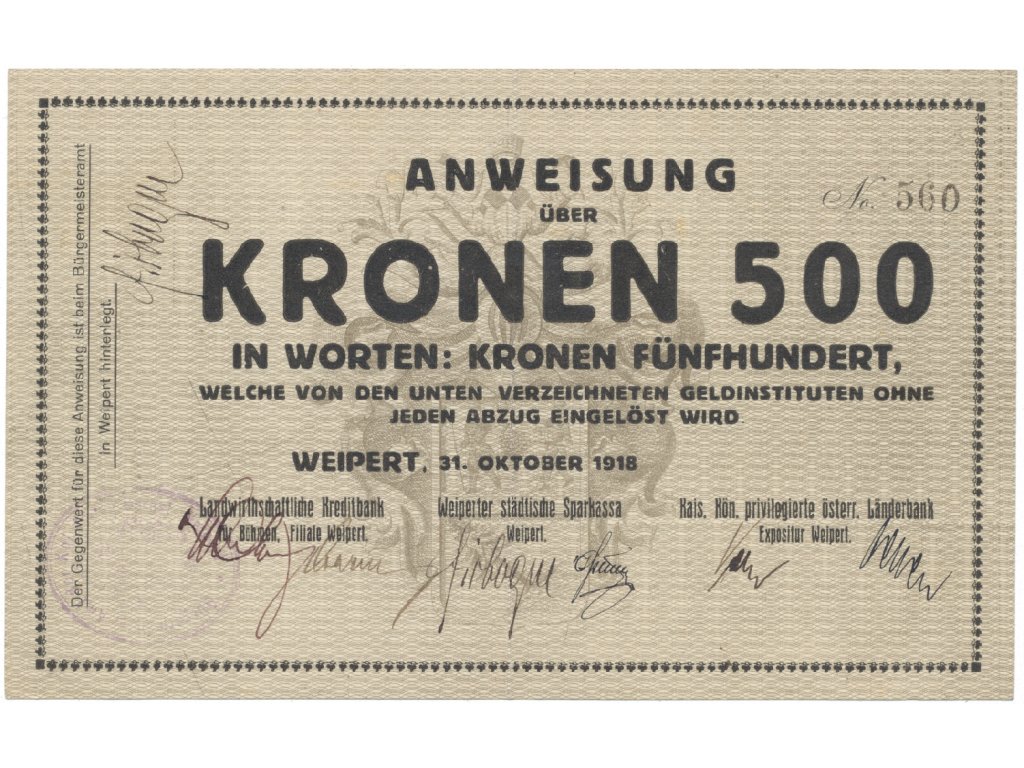 ANWEISUNG
No. 560
ÜBER
KRONEN 500
IN WORTEN: KRONEN FÜNFHUNDERT,
WELCHE VON DEN UNTEN VERZEICHNETEN GELDINSTITUTEN OHNE
JEDEN ABZUG EINGELÖST WIRD
WEIPERT, 31. OKTOBER 1918
Landwirthschaftliche Kreditbank
für Böhmen, Filiale Weipert.
Weiperter städtische Sparkassa
Weipert.
Kais. Kön. privilegierte österr. Länderbank
Expositur Weipert.
Der Gegenwert für diese Anweisung ist beim Bürgermeisteramt
in Weipert hinterlegt.